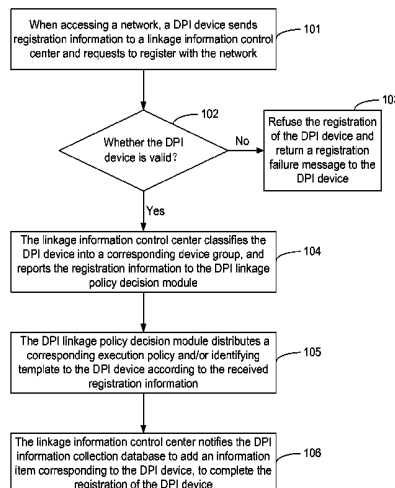 When accessing a network, a DPI device sends
registration information to a linkage information control
center and requests to register with the network
101
102
Whether the DPI
device is valid?
No
Refuse the registration
of the DPI device and
return a registration
failure message to the
DPI device
Yes
The linkage information control center classifies the
DPI device into a corresponding device group, and
reports the registration information to the DPI linkage
policy decision module
104
The DPI linkage policy decision module distributes a
corresponding execution policy and/or identifying
template to the DPI device according to the received
registration information
105
The linkage information control center notifies the DPI
information collection database to add an information
item corresponding to the DPI device, to complete the
registration of the DPI device
106